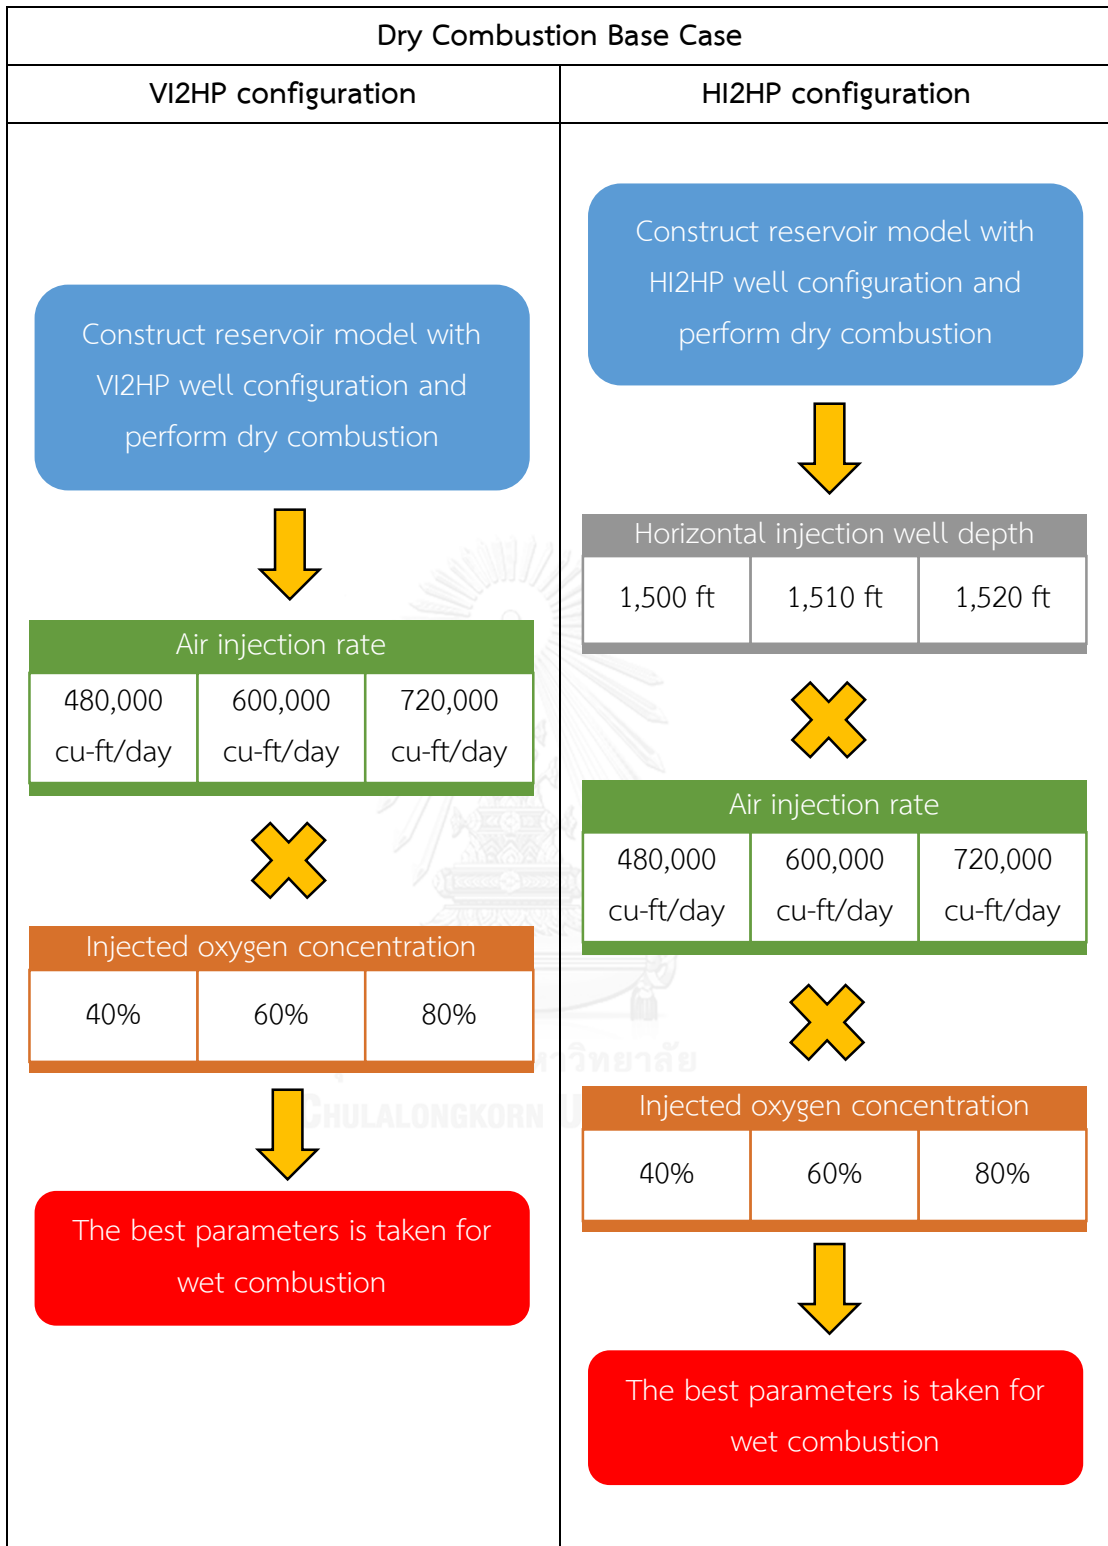 Dry Combustion Base Case
VI2HP configuration
HI2HP configuration
Construct reservoir model with
VI2HP well configuration and
perform dry combustion
Air injection rate
480,000 600,000 720,000
cu-ft/day cu-ft/day cu-ft/day
Injected oxygen concentration
40% 60% 80%
The best parameters is taken for
wet combustion
Construct reservoir model with
HI2HP well configuration and
perform dry combustion
Horizontal injection well depth
1,500 ft 1,510 ft 1,520 ft
Air injection rate
480,000 600,000 720,000
cu-ft/day cu-ft/day cu-ft/day
Injected oxygen concentration
40% 60% 80%
The best parameters is taken for
wet combustion
CHULALONGKORN